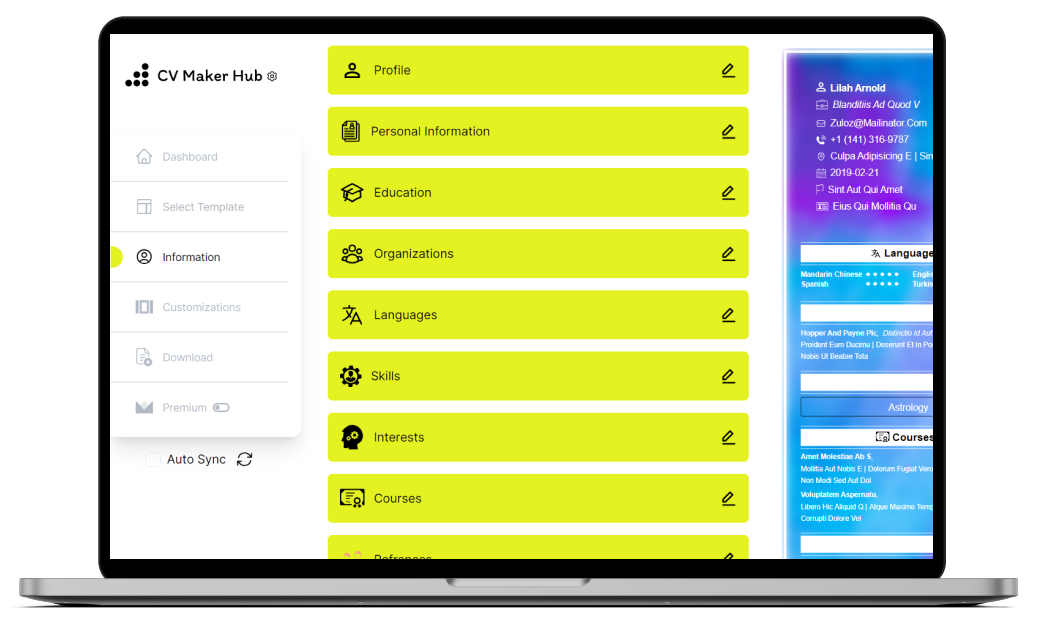 CV Maker Hub
Dashboard
Select Template
Information
Customizations
Download
Premium
Auto Sync
Profile
Personal Information
Education
Organizations
Languages
Skills
Interests
Courses
Refrences
Lilah Arnold
Blanditiis Ad Quod V
Zuloz@Mailinator.Com
+1 (141) 316-9787
Culpa Adipisicing E | Sin
2019-02-21
Sint Aut Qui Amet
Eius Qui Mollitia Qu
Language
Mandarin Chinese Englis
Spanish Turkis
Hopper And Payne Plc, Distinctio Id Aut
Proident Eum Ducimu | Deserunt Et In Po
Nobis Ut Beatae Tota
Astrology
Courses
Amet Molestiae Ab S,
Mollitia Aut Nobis E | Dolorum Fugiat Vero
Non Modi Sed Aut Dol
Voluptatem Aspernatu,
Libero Hic Aliquid Q | Atque Maxime Temp
Corrupti Dolore Vel